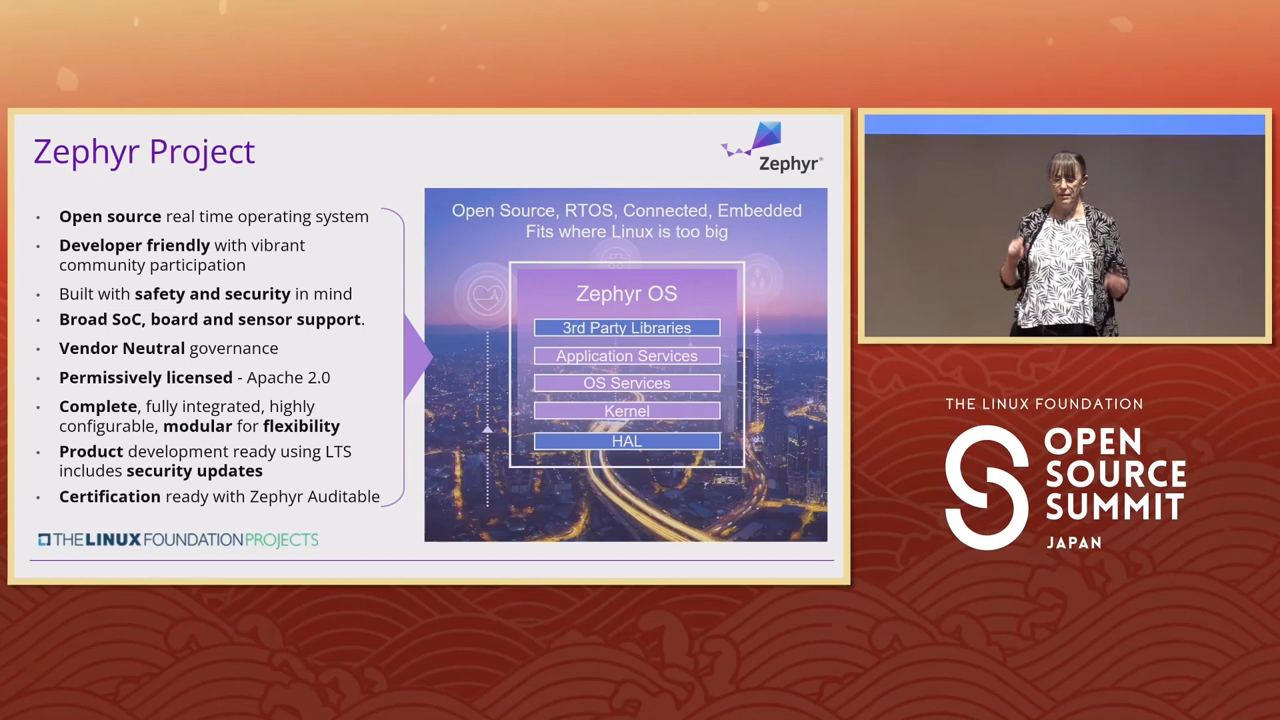 Zephyr Project
Zephyr®
• Open source real time operating system
• Developer friendly with vibrant
community participation
• Built with safety and security in mind
• Broad SoC, board and sensor support.
• Vendor Neutral governance
• Permissively licensed - Apache 2.0
• Complete, fully integrated, highly
configurable, modular for flexibility
• Product development ready using LTS
includes security updates
• Certification ready with Zephyr Auditable
THE LINUX FOUNDATION PROJECTS
Open Source, RTOS, Connected, Embedded
Fits where Linux is too big
Zephyr OS
3rd Party Libraries
Application Services
OS Services
Kernel
HAL
THE LINUX FOUNDATION
OPEN
SOURCE
SUMMIT
JAPAN